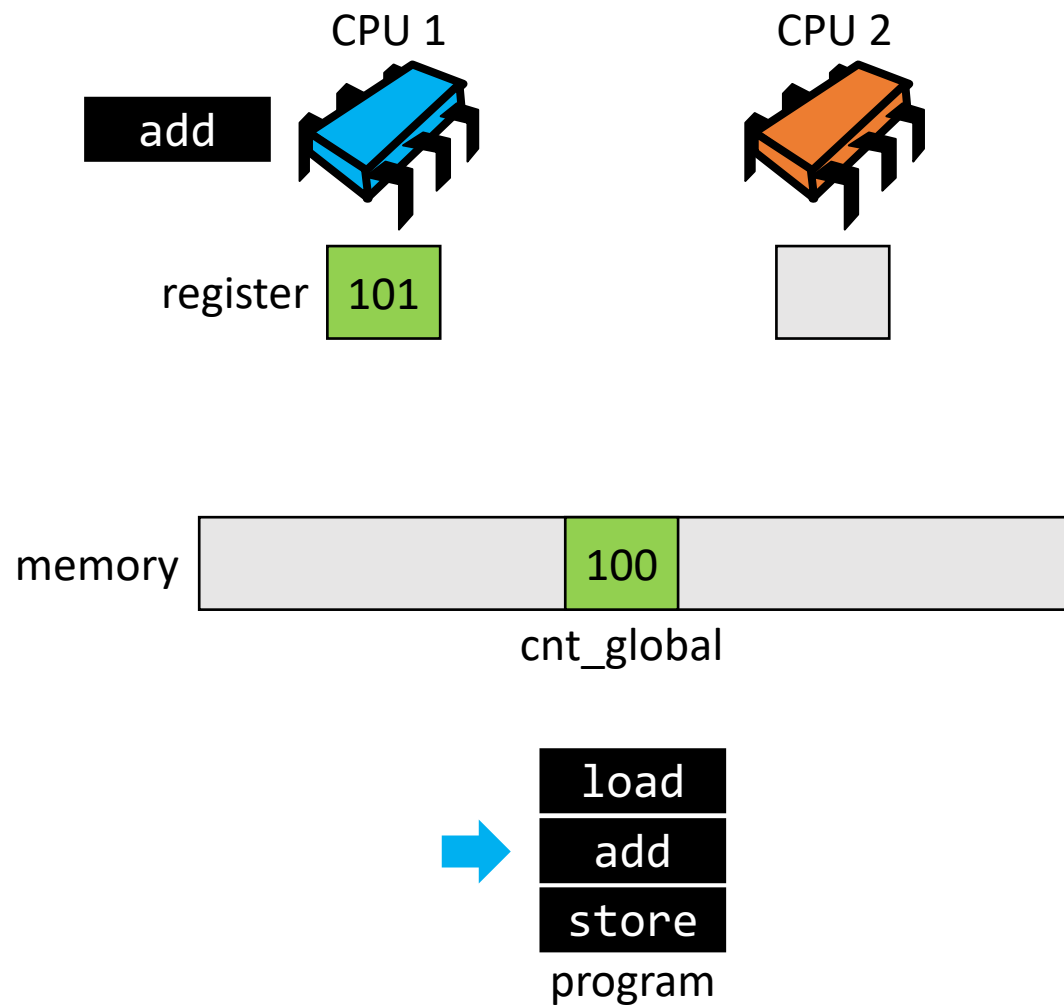 CPU 1
CPU 2
add
register
101
memory
100
cnt_global
load
add
store
program